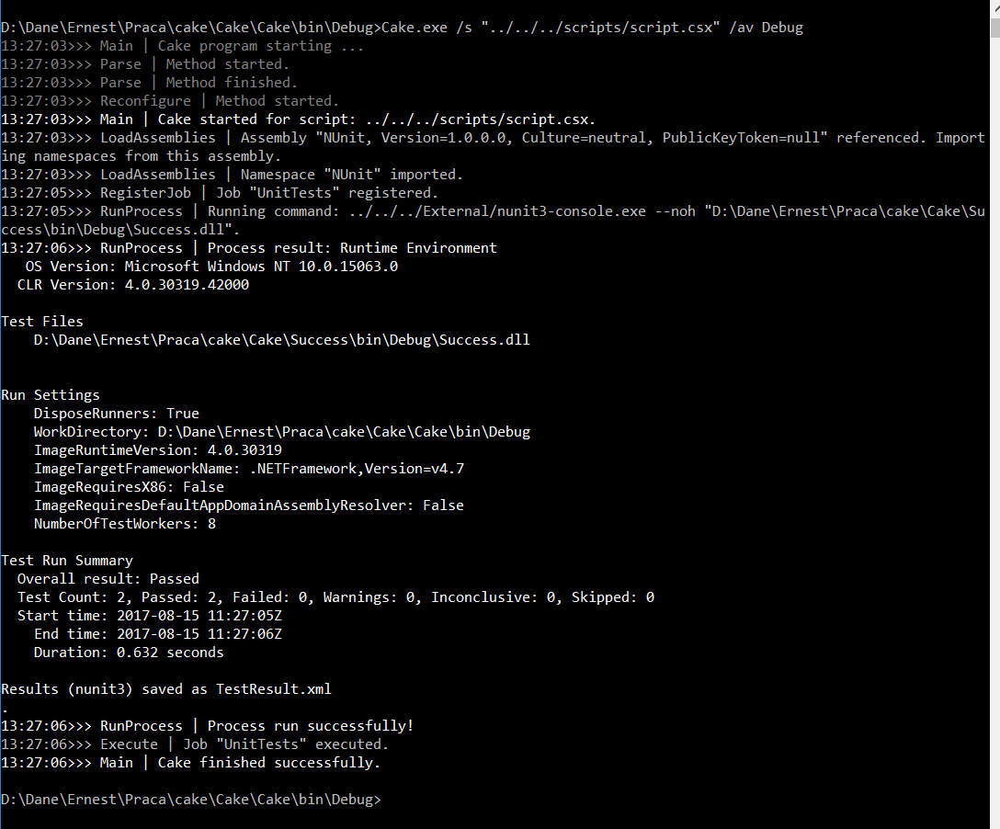 D:\Dane\Ernest\Praca\cake\Cake\Cake\bin\Debug>Cake.exe /s "../../../scripts/script.csx" /av Debug
13:27:03>>> Main | Cake program starting ...
13:27:03>>> Parse | Method started.
13:27:03>>> Parse | Method finished.
13:27:03>>> Reconfigure | Method started.
13:27:03>>> Main | Cake started for script: ../../../scripts/script.csx.
13:27:03>>> LoadAssemblies | Assembly "NUnit, Version=1.0.0.0, Culture=neutral, PublicKeyToken=null" referenced. Import
ing namespaces from this assembly.
13:27:03>>> LoadAssemblies | Namespace "NUnit" imported.
13:27:05>>> RegisterJob | Job "UnitTests" registered.
13:27:05>>> RunProcess | Running command: ../../../External/nunit3-console.exe --noh "D:\Dane\Ernest\Praca\cake\Cake\Su
ccess\bin\Debug\Success.dll".
13:27:06>>> RunProcess | Process result: Runtime Environment
   OS Version: Microsoft Windows NT 10.0.15063.0
  CLR Version: 4.0.30319.42000

Test Files
    D:\Dane\Ernest\Praca\cake\Cake\Success\bin\Debug\Success.dll


Run Settings
    DisposeRunners: True
    WorkDirectory: D:\Dane\Ernest\Praca\cake\Cake\Cake\bin\Debug
    ImageRuntimeVersion: 4.0.30319
    ImageTargetFrameworkName: .NETFramework,Version=v4.7
    ImageRequiresX86: False
    ImageRequiresDefaultAppDomainAssemblyResolver: False
    NumberOfTestWorkers: 8

Test Run Summary
  Overall result: Passed
  Test Count: 2, Passed: 2, Failed: 0, Warnings: 0, Inconclusive: 0, Skipped: 0
  Start time: 2017-08-15 11:27:05Z
    End time: 2017-08-15 11:27:06Z
    Duration: 0.632 seconds

Results (nunit3) saved as TestResult.xml
.
13:27:06>>> RunProcess | Process run successfully!
13:27:06>>> Execute | Job "UnitTests" executed.
13:27:06>>> Main | Cake finished successfully.

D:\Dane\Ernest\Praca\cake\Cake\Cake\bin\Debug>